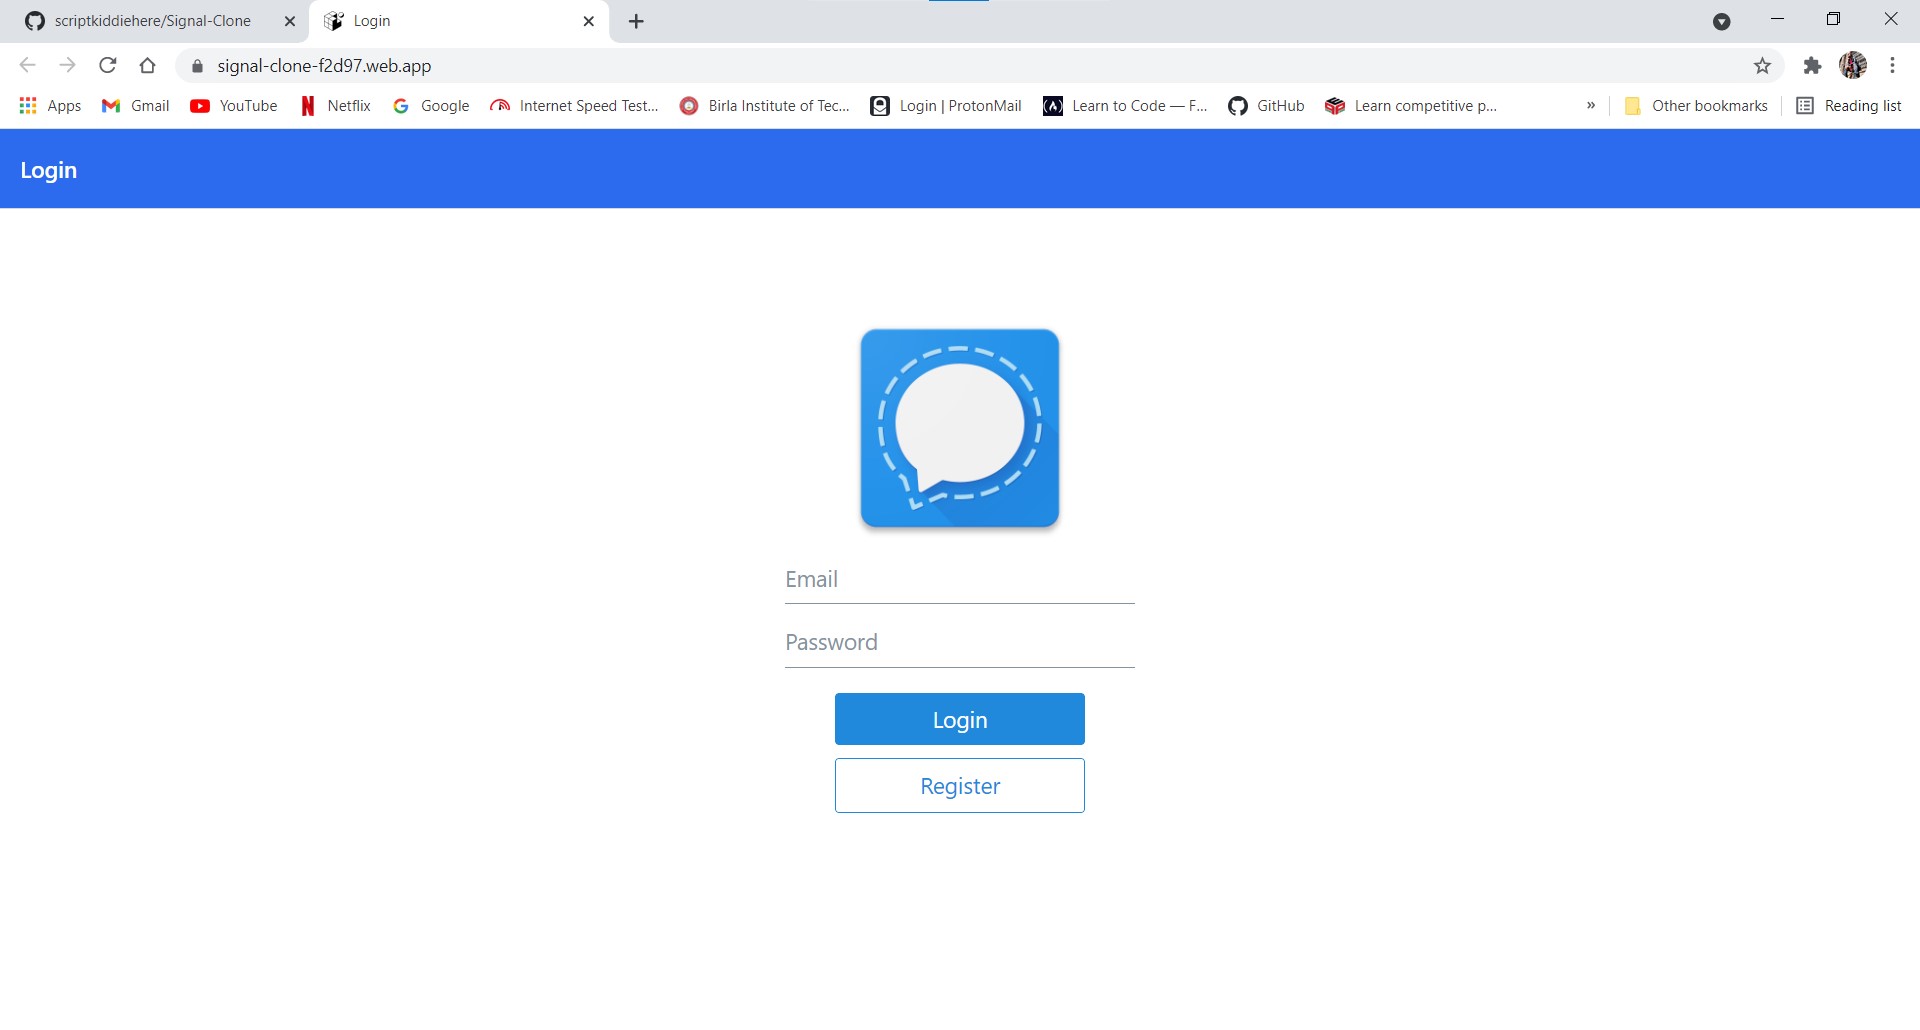 scriptkiddiehere/Signal-Clone
Login
signal-clone-f2d97.web.app
Apps
Gmail
YouTube
Netflix
Google
Internet Speed Test...
Birla Institute of Tec...
Login | ProtonMail
Learn to Code — F...
GitHub
Learn competitive p...
»
Other bookmarks
Reading list
Login
Email
Password
Login
Register